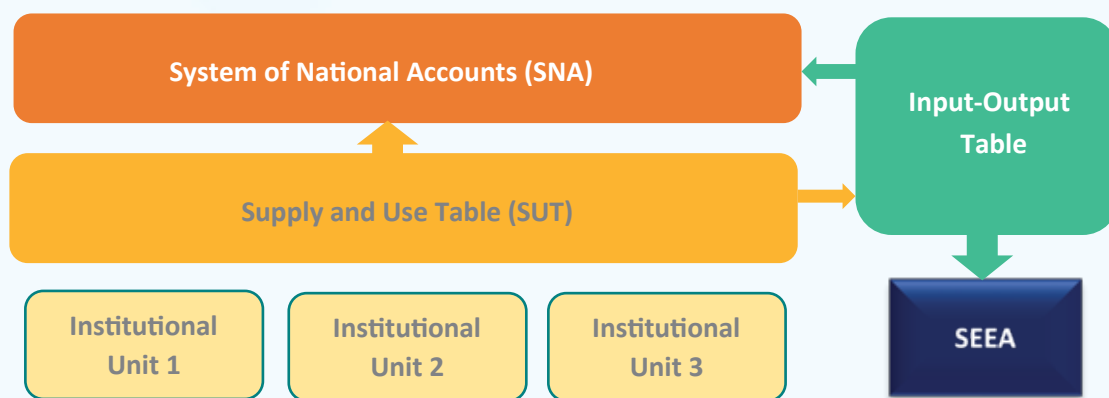 System of National Accounts (SNA)
Input-Output
Table
Supply and Use Table (SUT)
Institutional
Unit 1
Institutional
Unit 2
Institutional
Unit 3
SEEA